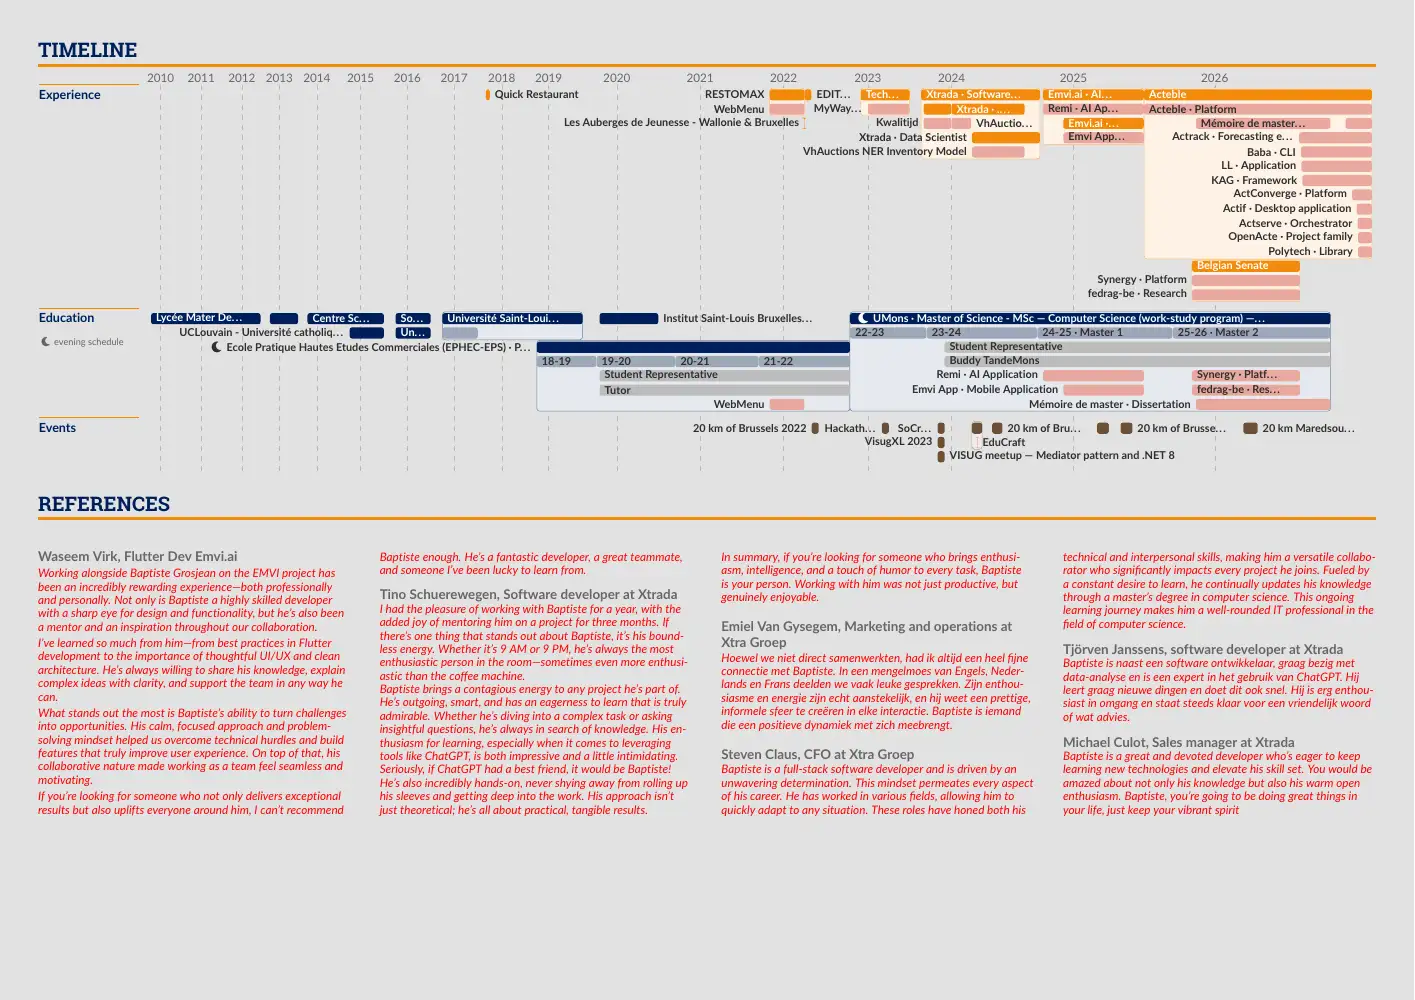 TIMELINE
2010 2011 2012 2013 2014 2015 2016 2017 2018 2019 2020 2021 2022 2023 2024 2025 2026
Experience
Quick Restaurant
RESTOMAX
EDIT…
Tech…
Xtrada · Software…
Emvi.ai · AI…
Acteble
WebMenu
MyWay…
Xtrada · …
Remi · AI Ap…
Acteble · Platform
Les Auberges de Jeunesse - Wallonie & Bruxelles
Kwalitijd
VhAuctio…
Emvi.ai ·…
Mémoire de master…
Xtrada · Data Scientist
Emvi App…
Actrack · Forecasting e…
VhAuctions NER Inventory Model
Baba · CLI
LL · Application
KAG · Framework
ActConverge · Platform
Actif · Desktop application
Actserve · Orchestrator
OpenActe · Project family
Polytech · Library
Belgian Senate
Synergy · Platform
fedrag-be · Research
Education
Lycée Mater De…
Centre Sc…
So…
Université Saint-Loui…
Institut Saint-Louis Bruxelles…
UMons · Master of Science - MSc — Computer Science (work-study program) —…
UCLouvain - Université catholiq…
Un…
22-23 23-24 24-25 · Master 1 25-26 · Master 2
evening schedule
Ecole Pratique Hautes Etudes Commerciales (EPHEC-EPS) · P…
Student Representative
18-19 19-20 20-21 21-22
Buddy TandeMons
Student Representative
Remi · AI Application
Synergy · Platf…
Tutor
Emvi App · Mobile Application
fedrag-be · Res…
WebMenu
Mémoire de master · Dissertation
Events
20 km of Brussels 2022
Hackath…
SoCr…
20 km of Bru…
20 km of Brusse…
20 km Maredsou…
VisugXL 2023
EduCraft
VISUG meetup — Mediator pattern and .NET 8
REFERENCES
Waseem Virk, Flutter Dev Emvi.ai
Working alongside Baptiste Grosjean on the EMVI project has
been an incredibly rewarding experience—both professionally
and personally. Not only is Baptiste a highly skilled developer
with a sharp eye for design and functionality, but he's also been
a mentor and an inspiration throughout our collaboration.
I've learned so much from him—from best practices in Flutter
development to the importance of thoughtful UI/UX and clean
architecture. He's always willing to share his knowledge, explain
complex ideas with clarity, and support the team in any way he
can.
What stands out the most is Baptiste's ability to turn challenges
into opportunities. His calm, focused approach and problem-
solving mindset helped us overcome technical hurdles and build
features that truly improve user experience. On top of that, his
collaborative nature made working as a team feel seamless and
motivating.
If you're looking for someone who not only delivers exceptional
results but also uplifts everyone around him, I can't recommend
Baptiste enough. He's a fantastic developer, a great teammate,
and someone I've been lucky to learn from.
Tino Schuerewegen, Software developer at Xtrada
I had the pleasure of working with Baptiste for a year, with the
added joy of mentoring him on a project for three months. If
there's one thing that stands out about Baptiste, it's his bound-
less energy. Whether it's 9 AM or 9 PM, he's always the most
enthusiastic person in the room—sometimes even more enthusi-
astic than the coffee machine.
Baptiste brings a contagious energy to any project he's part of.
He's outgoing, smart, and has an eagerness to learn that is truly
admirable. Whether he's diving into a complex task or asking
insightful questions, he's always in search of knowledge. His en-
thusiasm for learning, especially when it comes to leveraging
tools like ChatGPT, is both impressive and a little intimidating.
Seriously, if ChatGPT had a best friend, it would be Baptiste!
He's also incredibly hands-on, never shying away from rolling up
his sleeves and getting deep into the work. His approach isn't
just theoretical; he's all about practical, tangible results.
In summary, if you're looking for someone who brings enthusi-
asm, intelligence, and a touch of humor to every task, Baptiste
is your person. Working with him was not just productive, but
genuinely enjoyable.
Emiel Van Gysegem, Marketing and operations at
Xtra Groep
Hoewel we niet direct samenwerkten, had ik altijd een heel fijne
connectie met Baptiste. In een mengelmoes van Engels, Neder-
lands en Frans deelden we vaak leuke gesprekken. Zijn enthou-
siasme en energie zijn echt aanstekelijk, en hij weet een prettige,
informele sfeer te creëren in elke interactie. Baptiste is iemand
die een positieve dynamiek met zich meebrengt.
Steven Claus, CFO at Xtra Groep
Baptiste is a full-stack software developer and is driven by an
unwavering determination. This mindset permeates every aspect
of his career. He has worked in various fields, allowing him to
quickly adapt to any situation. These roles have honed both his
technical and interpersonal skills, making him a versatile collabo-
rator who significantly impacts every project he joins. Fueled by
a constant desire to learn, he continually updates his knowledge
through a master's degree in computer science. This ongoing
learning journey makes him a well-rounded IT professional in the
field of computer science.
Tjörven Janssens, software developer at Xtrada
Baptiste is naast een software ontwikkelaar, graag bezig met
data-analyse en is een expert in het gebruik van ChatGPT. Hij
leert graag nieuwe dingen en doet dit ook snel. Hij is erg enthou-
siast in omgang en staat steeds klaar voor een vriendelijk woord
of wat advies.
Michael Culot, Sales manager at Xtrada
Baptiste is a great and devoted developer who's eager to keep
learning new technologies and elevate his skill set. You would be
amazed about not only his knowledge but also his warm open
enthusiasm. Baptiste, you're going to be doing great things in
your life, just keep your vibrant spirit